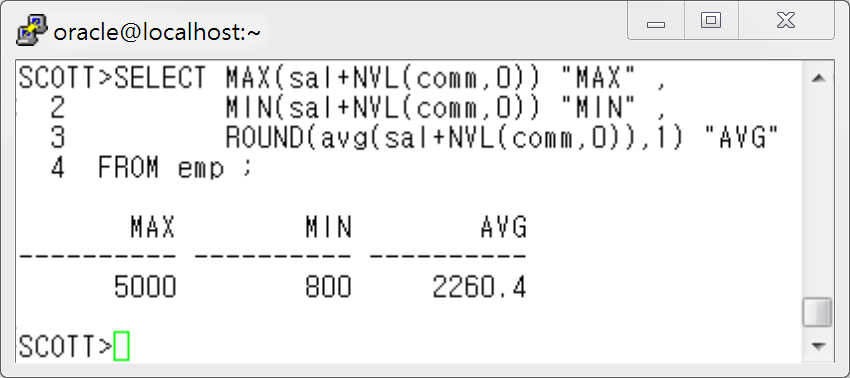 oracle@localhost:~
SCOTT>SELECT MAX(sal+NVL(comm,0)) "MAX" ,
  2          MIN(sal+NVL(comm,0)) "MIN" ,
  3          ROUND(avg(sal+NVL(comm,0)),1) "AVG"
  4  FROM emp ;
       MAX        MIN        AVG
---------- ---------- ----------
      5000        800     2260.4
SCOTT>